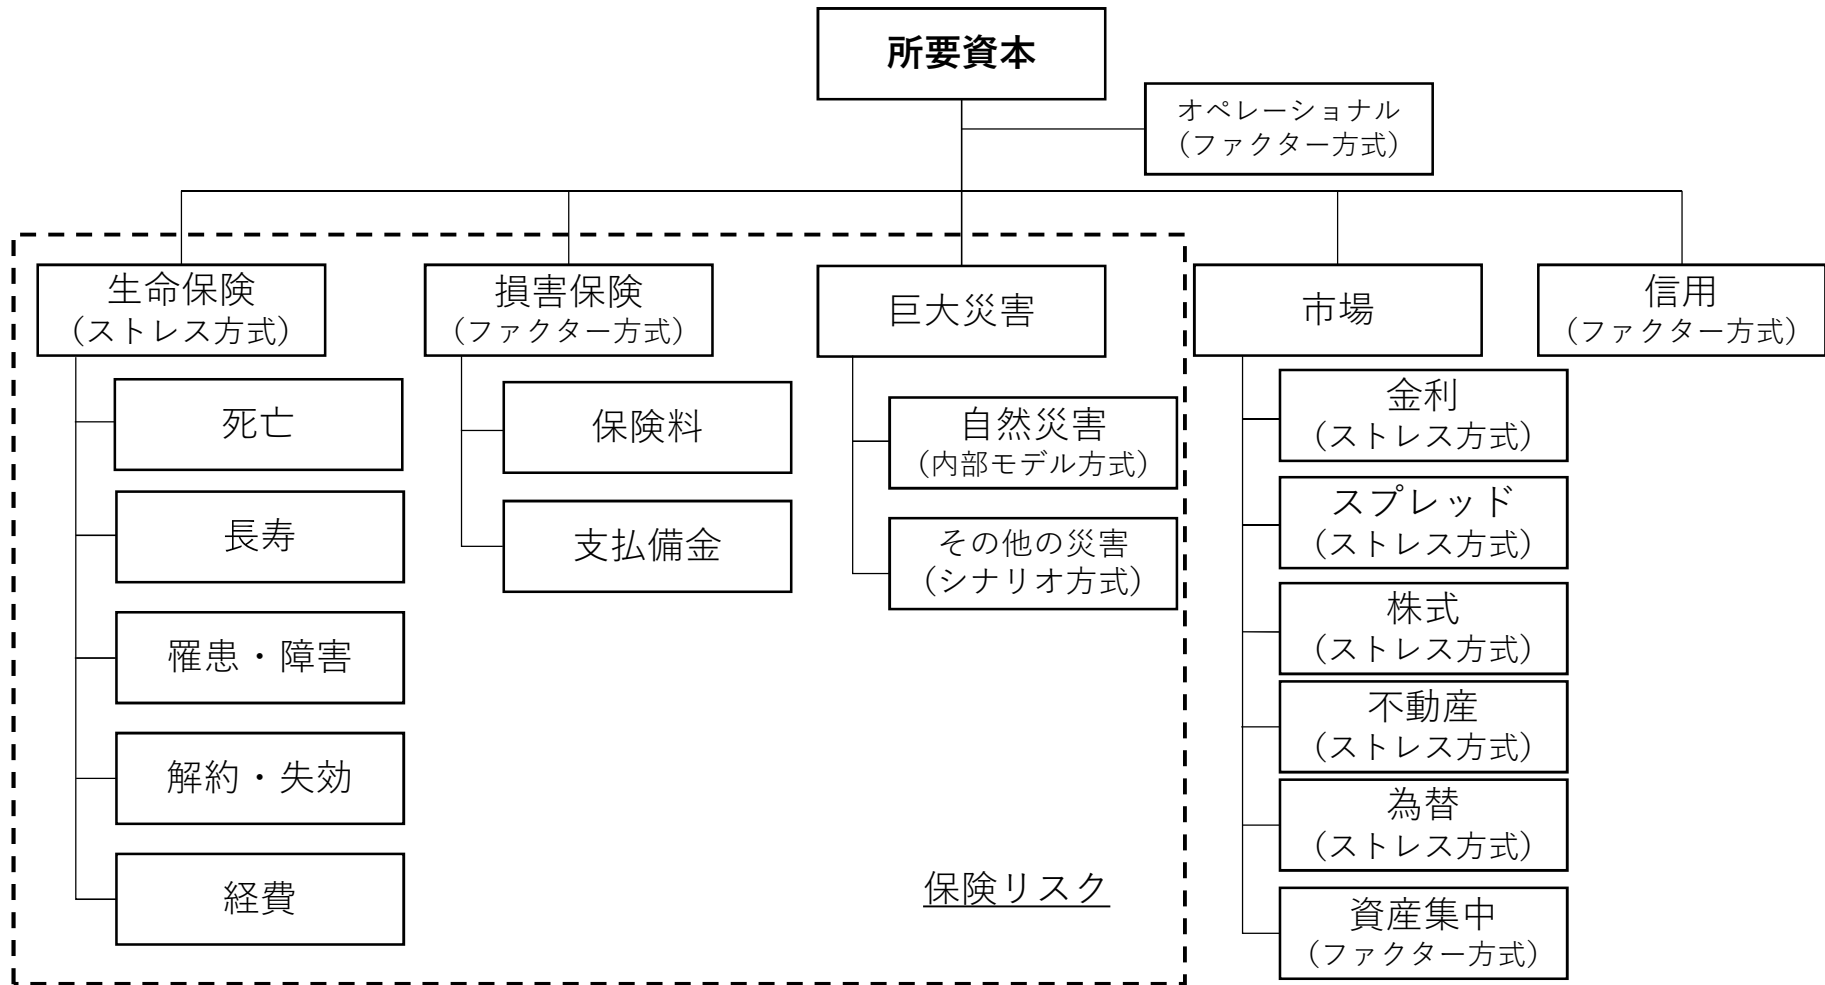 所要資本
オペレーショナル
（ファクター方式）
生命保険
（ストレス方式）
死亡
長寿
罹患・障害
解約・失効
経費
損害保険
（ファクター方式）
保険料
支払備金
巨大災害
自然災害
（内部モデル方式）
その他の災害
（シナリオ方式）
保険リスク
市場
金利
（ストレス方式）
スプレッド
（ストレス方式）
株式
（ストレス方式）
不動産
（ストレス方式）
為替
（ストレス方式）
資産集中
（ファクター方式）
信用
（ファクター方式）